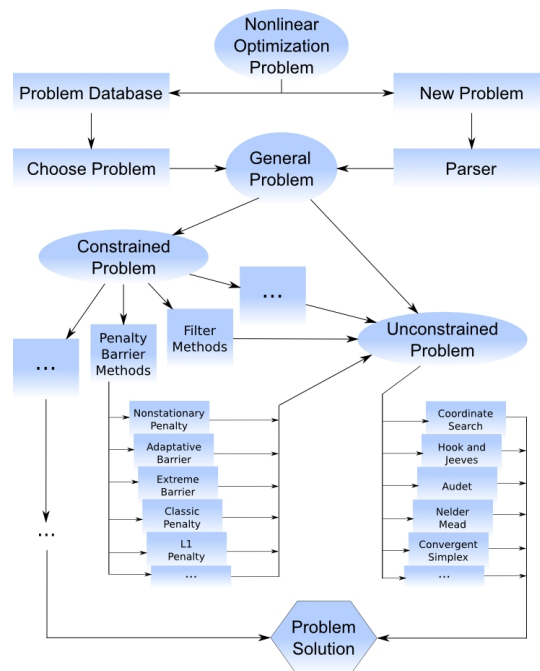 Nonlinear
Optimization
Problem
Problem Database
New Problem
Choose Problem
General
Problem
Parser
Constrained
Problem
...
...
Penalty
Barrier
Methods
Filter
Methods
Unconstrained
Problem
Nonstationary
Penalty
Adaptative
Barrier
Extreme
Barrier
Classic
Penalty
L1
Penalty
...
Coordinate
Search
Hook and
Jeeves
Audet
Nelder
Mead
Convergent
Simplex
...
...
Problem
Solution